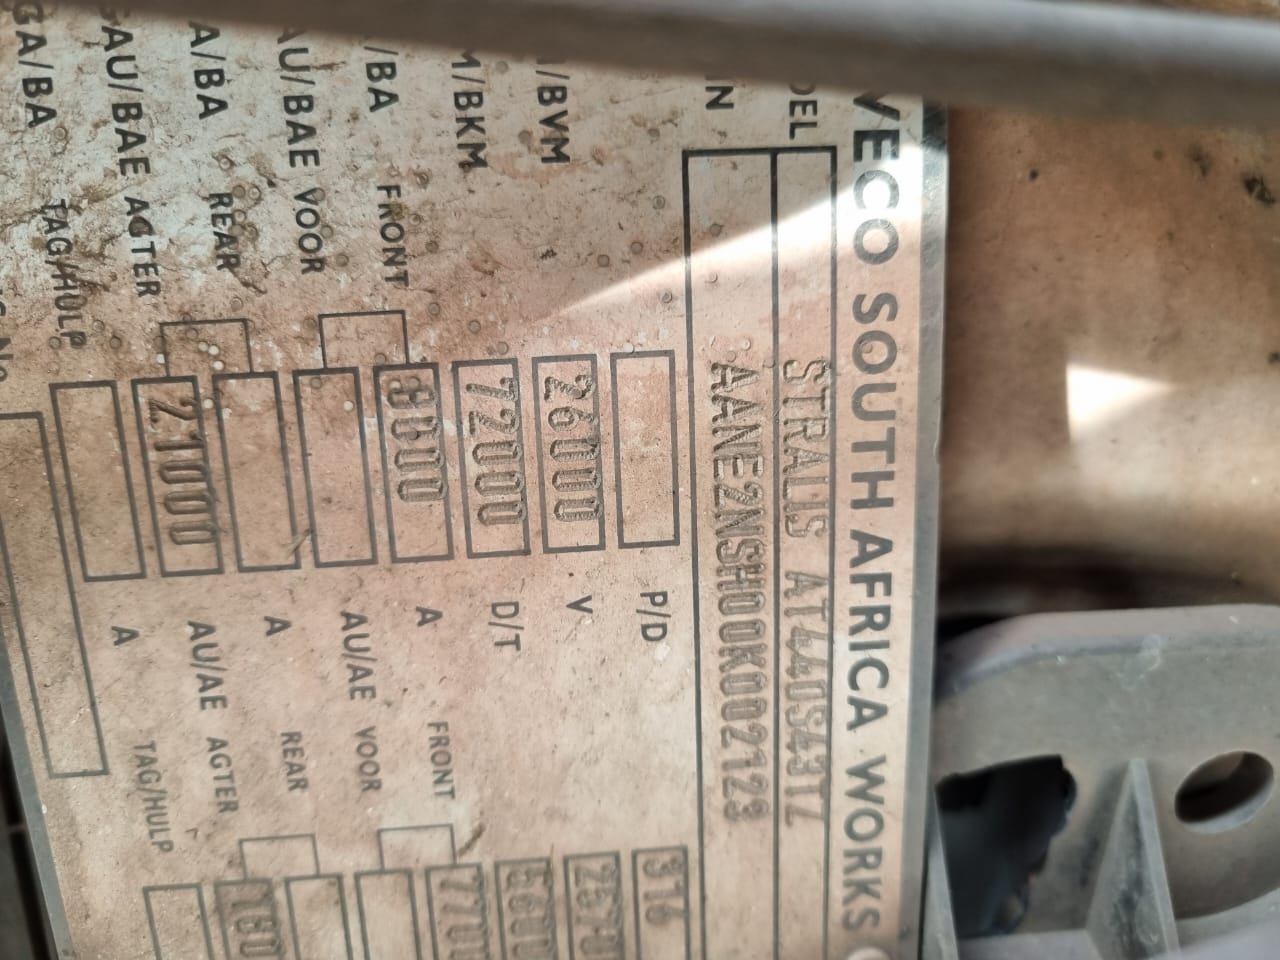 VECO SOUTH AFRICA WORKS
DEL STRALIS AT440S43TZ
N AANE2NSH00K002123
P/D 316
/BVM 26000 V
M/BKM 72000 D/T
/BA FRONT 8000 A FRONT
AU/BAE VOOR AU/AE VOOR
A/BA REAR A REAR
AU/BAE AGTER 21000 AU/AE AGTER
GA/BA TAG/HULP A TAG/HULP